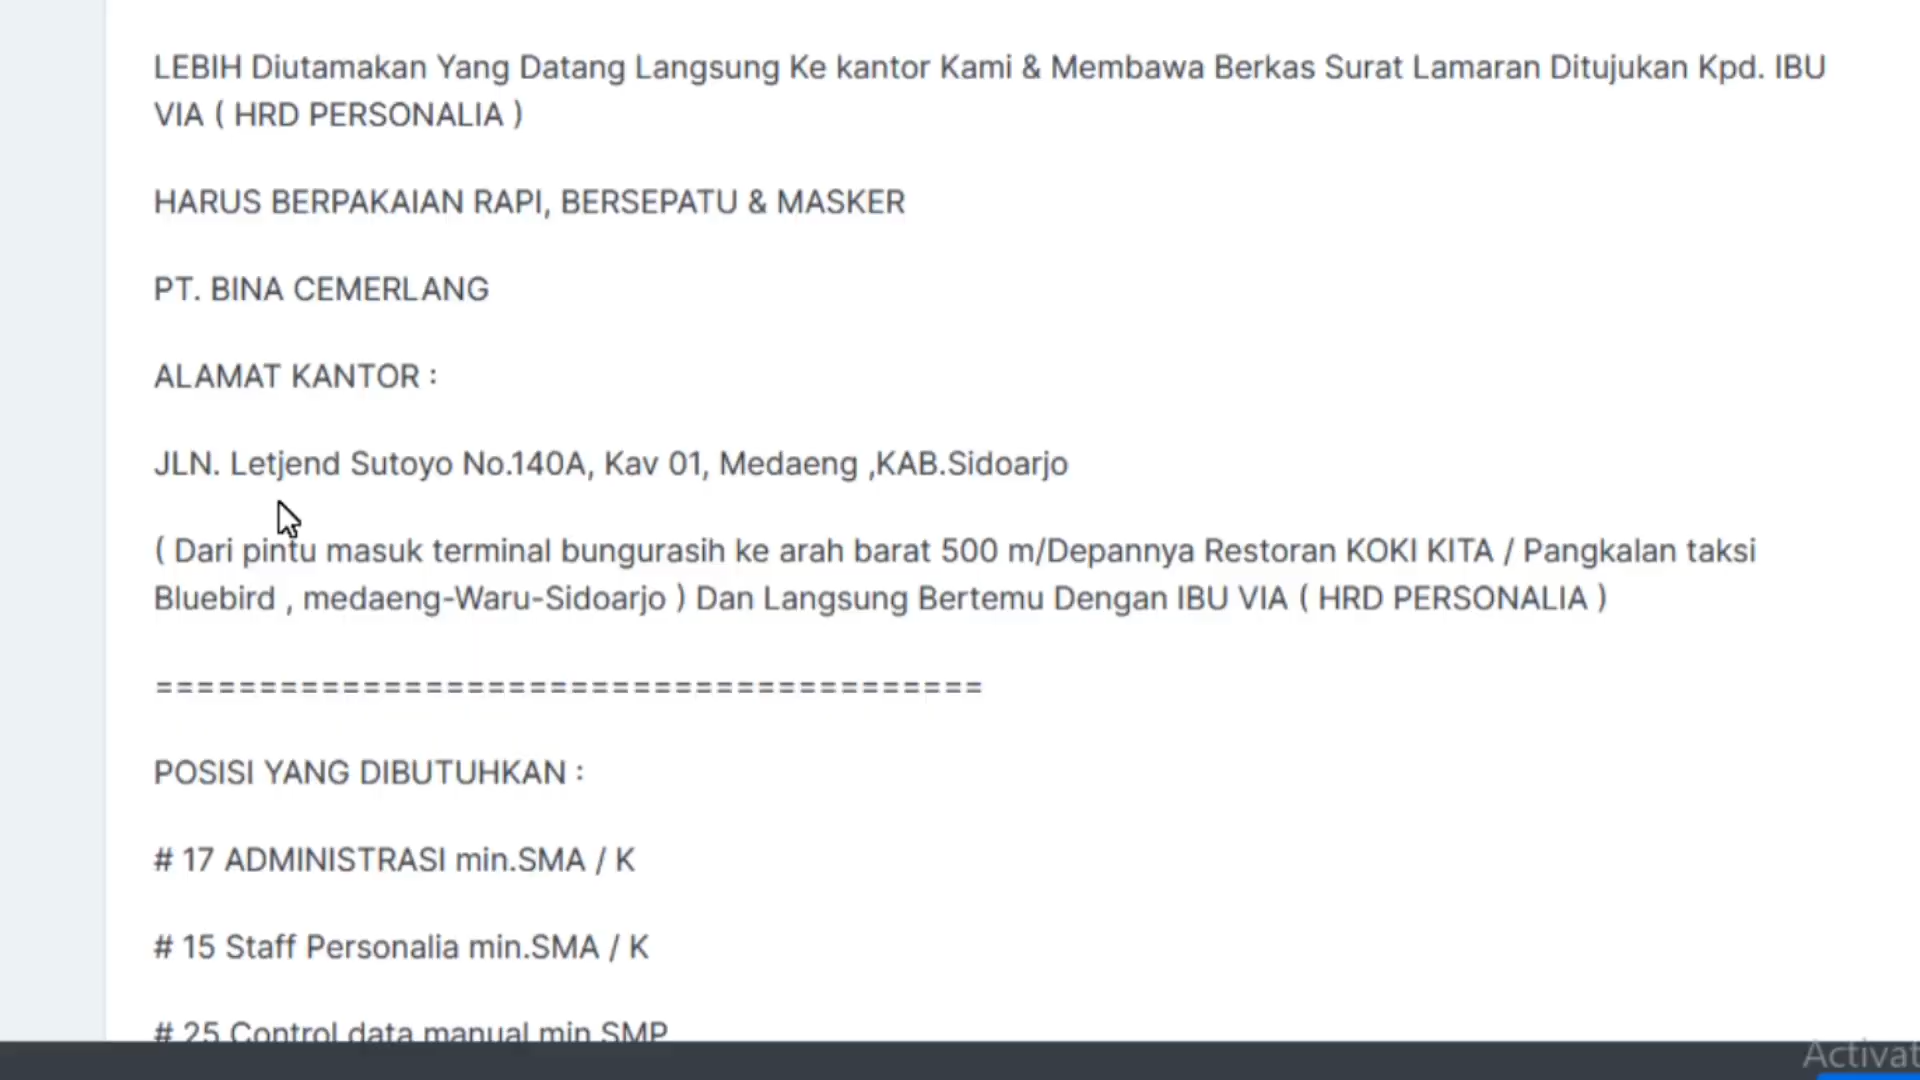 LEBIH Diutamakan Yang Datang Langsung Ke kantor Kami & Membawa Berkas Surat Lamaran Ditujukan Kpd. IBU
VIA ( HRD PERSONALIA )
HARUS BERPAKAIAN RAPI, BERSEPATU & MASKER
PT. BINA CEMERLANG
ALAMAT KANTOR :
JLN. Letjend Sutoyo No.140A, Kav 01, Medaeng ,KAB.Sidoarjo
( Dari pintu masuk terminal bungurasih ke arah barat 500 m/Depannya Restoran KOKI KITA / Pangkalan taksi
Bluebird , medaeng-Waru-Sidoarjo ) Dan Langsung Bertemu Dengan IBU VIA ( HRD PERSONALIA )
========================================
POSISI YANG DIBUTUHKAN :
# 17 ADMINISTRASI min.SMA / K
# 15 Staff Personalia min.SMA / K
# 25 Control data manual min SMP
Activat